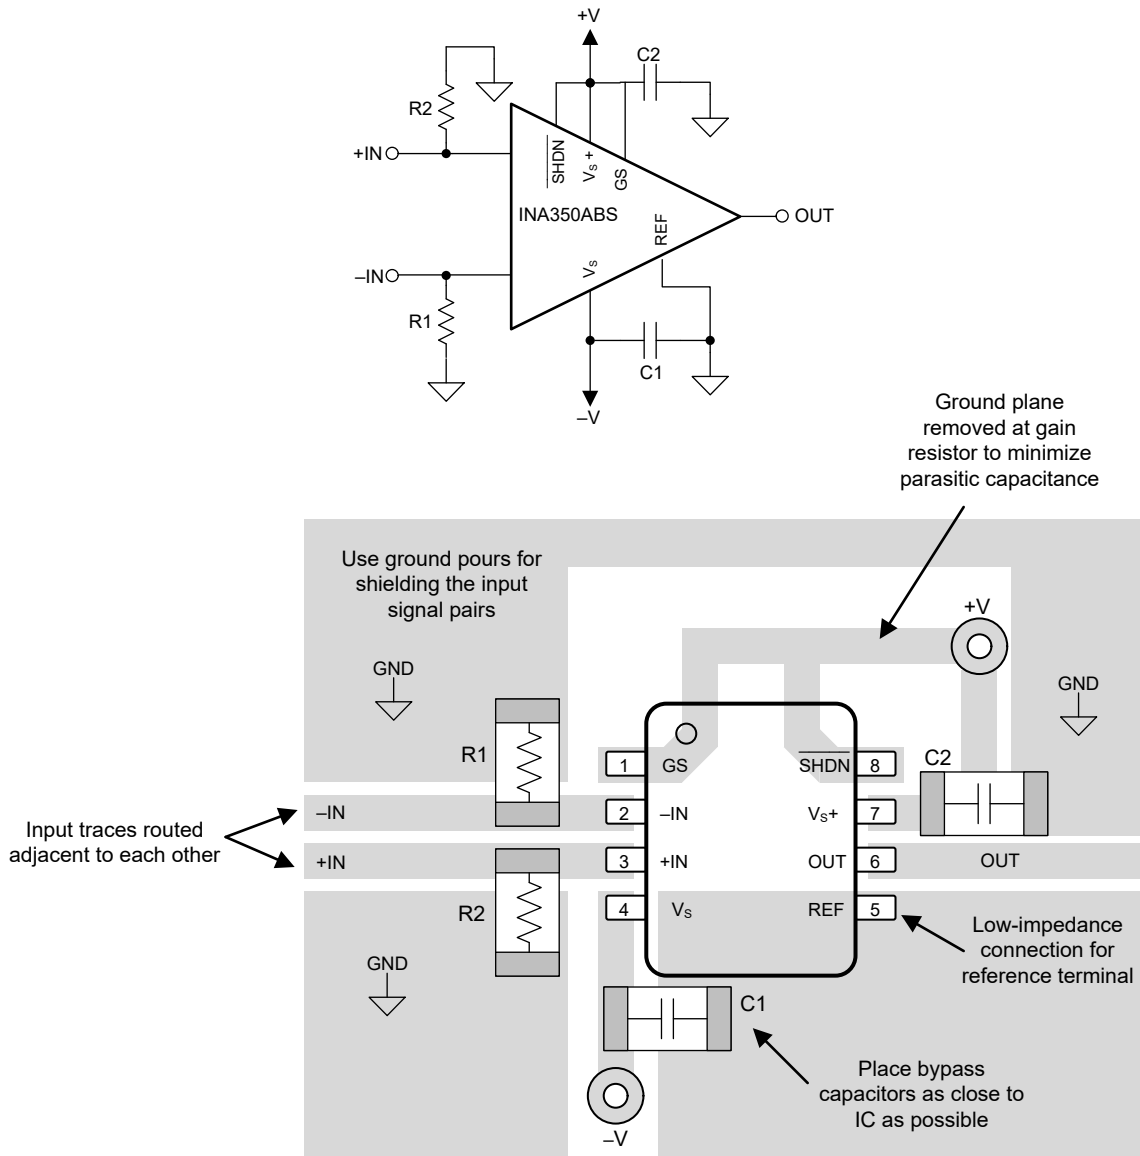 +V
C2
R2
+IN
SHDN
VS +
GS
INA350ABS
OUT
REF
VS
–IN
R1
C1
–V
Ground plane
removed at gain
resistor to minimize
parasitic capacitance
Use ground pours for
shielding the input
signal pairs
+V
GND
GND
R1
C2
1
GS
SHDN
8
Input traces routed
adjacent to each other
–IN
2
–IN
VS+
7
+IN
3
+IN
OUT
6
OUT
R2
4
VS
REF
5
Low-impedance
connection for
reference terminal
GND
C1
Place bypass
capacitors as close to
IC as possible
–V